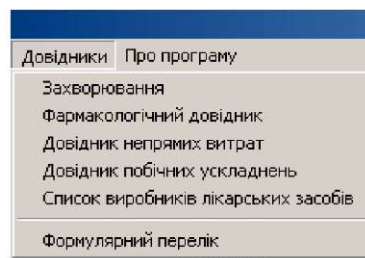 Довідники Про програму
Захворювання
Фармакологічний довідник
Довідник непрямих витрат
Довідник побічних ускладнень
Список виробників лікарських засобів
Формулярний перелік